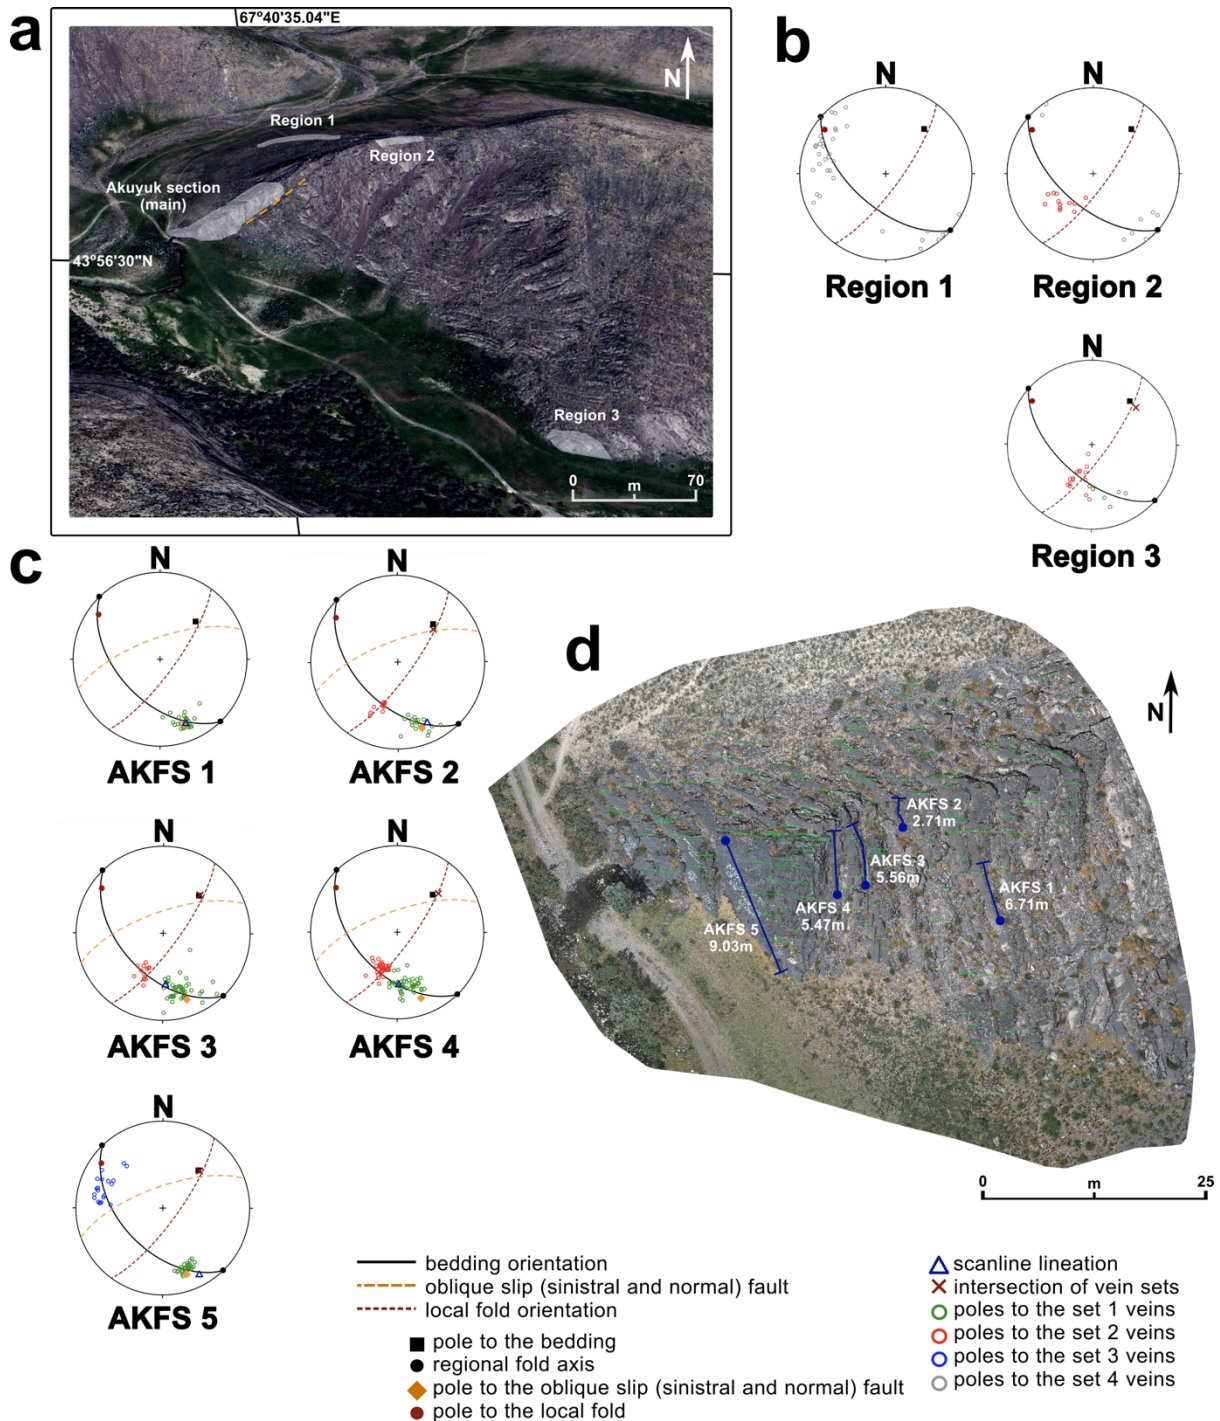 a
67º40'35.04"E
N
Region 1
Region 2
Akuyuk section
(main)
43º56'30"N
Region 3
0 m 70
b
N
N
Region 1
Region 2
N
Region 3
c
N
N
AKFS 1
AKFS 2
N
N
AKFS 3
AKFS 4
N
AKFS 5
d
N
AKFS 2
2.71m
AKFS 3
5.56m
AKFS 1
6.71m
AKFS 4
5.47m
AKFS 5
9.03m
0 m 25
bedding orientation
oblique slip (sinistral and normal) fault
local fold orientation
pole to the bedding
regional fold axis
pole to the oblique slip (sinistral and normal) fault
pole to the local fold
scanline lineation
intersection of vein sets
poles to the set 1 veins
poles to the set 2 veins
poles to the set 3 veins
poles to the set 4 veins